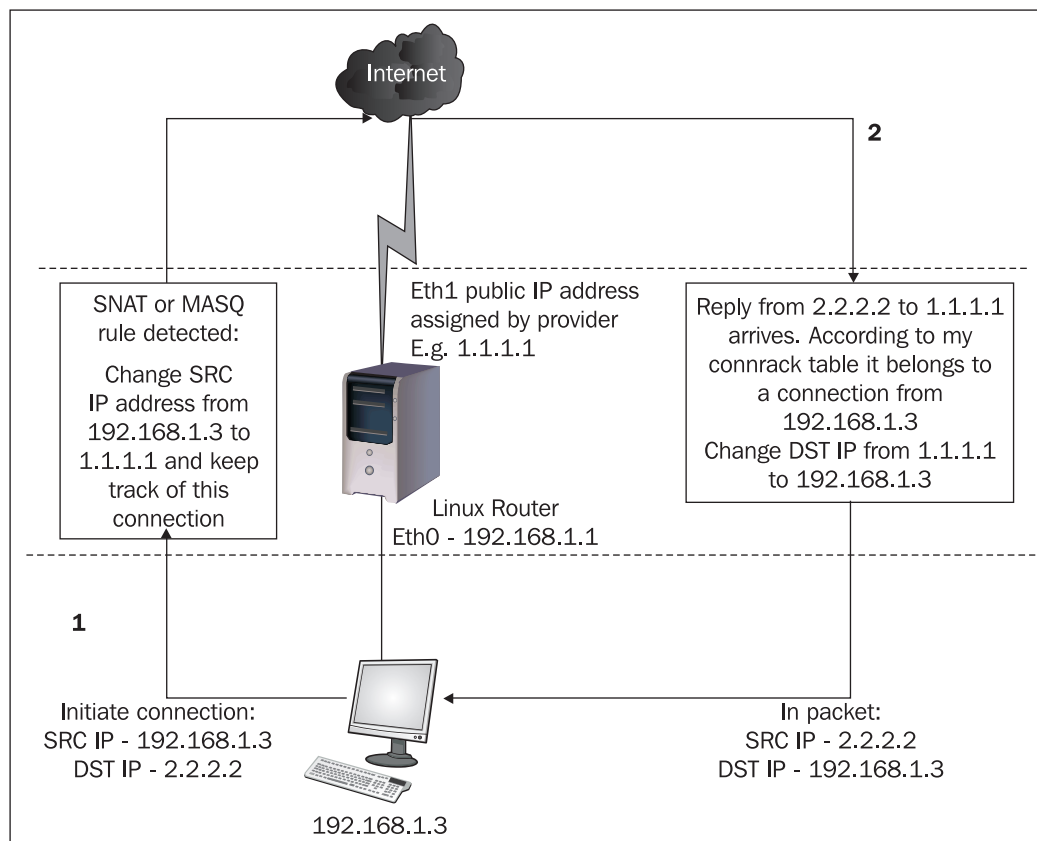 Internet
2
SNAT or MASQ
rule detected:
Change SRC
IP address from
192.168.1.3 to
1.1.1.1 and keep
track of this
connection
Eth1 public IP address
assigned by provider
E.g. 1.1.1.1
Linux Router
Eth0 - 192.168.1.1
Reply from 2.2.2.2 to 1.1.1.1
arrives. According to my
connrack table it belongs to
a connection from
192.168.1.3
Change DST IP from 1.1.1.1
to 192.168.1.3
1
Initiate connection:
SRC IP - 192.168.1.3
DST IP - 2.2.2.2
192.168.1.3
In packet:
SRC IP - 2.2.2.2
DST IP - 192.168.1.3